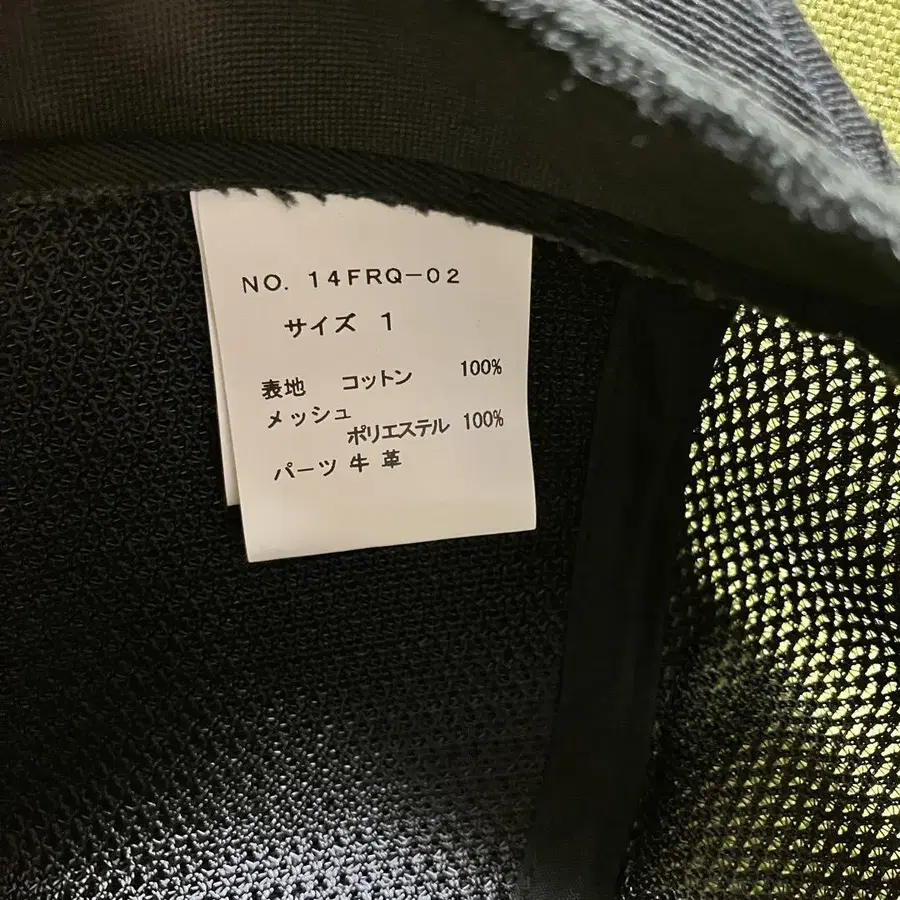 NO. 14FRQ-02
サイズ 1
表地 コットン 100%
メッシュ
ポリエステル 100%
パーツ 牛革